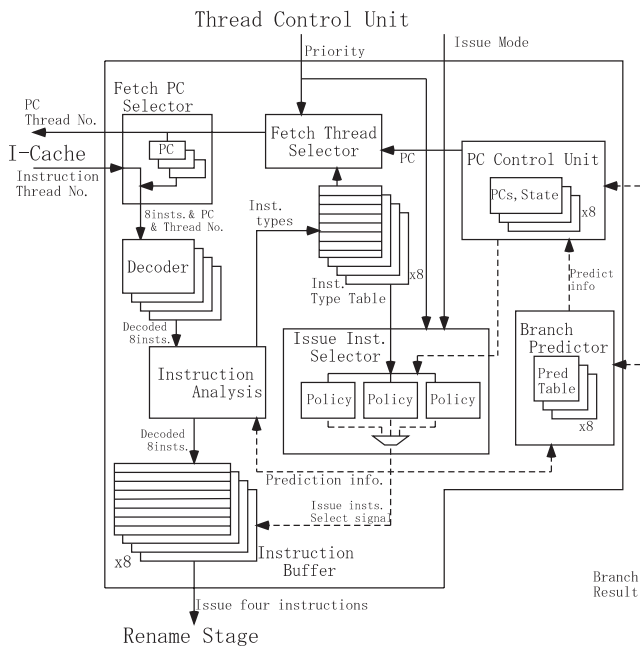 Thread Control Unit
Priority
Issue Mode
Fetch PC
Selector
PC
Thread No.
PC
I-Cache
Instruction
Thread No.
Fetch Thread
Selector
PC
PC Control Unit
PCs, State
x8
8insts. & PC
& Thread No.
Inst.
types
Decoder
x8
Inst.
Type Table
Predict
info
Decoded
8insts.
Issue Inst.
Selector
Branch
Predictor
Pred
Table
x8
Instruction
Analysis
Policy
Policy
Policy
Decoded
8insts.
Prediction info.
Issue insts.
Select signal
x8
Instruction
Buffer
Branch
Result
Issue four instructions
Rename Stage